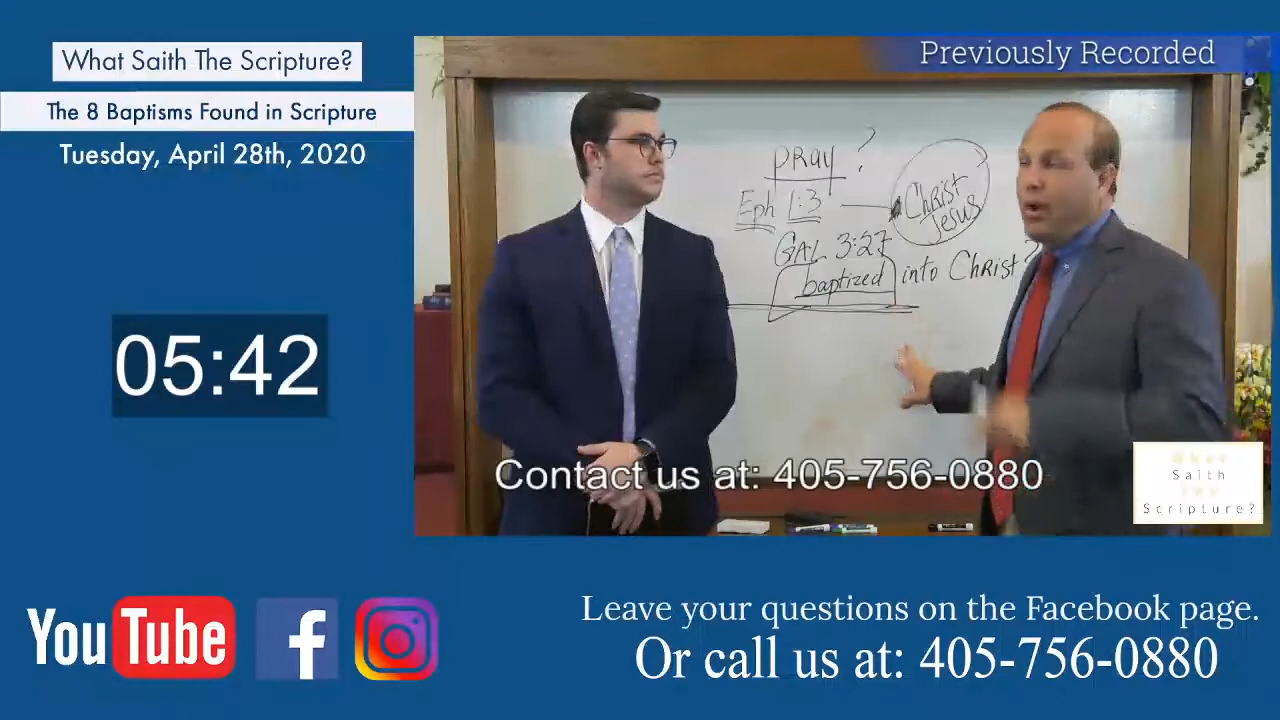 What Saith The Scripture?
The 8 Baptisms Found in Scripture
Tuesday, April 28th, 2020
05:42
Previously Recorded
pray ?
Eph 1:3
Christ
Jesus
GAL 3:27
baptized into Christ?
Contact us at: 405-756-0880
Saith
Scripture?
YouTube
f
Leave your questions on the Facebook page.
Or call us at: 405-756-0880